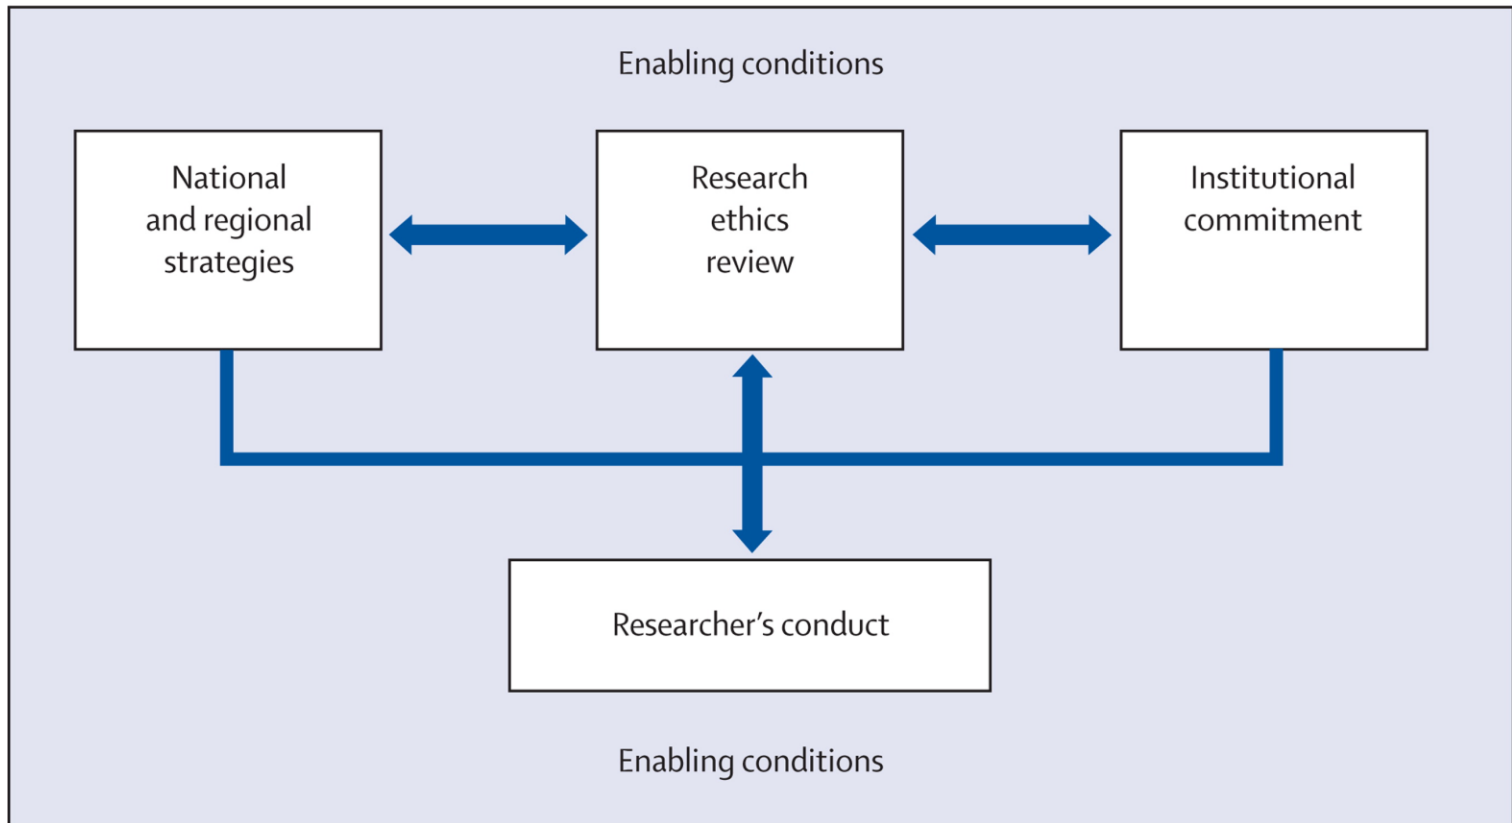 Enabling conditions
National
and regional
strategies
Research
ethics
review
Institutional
commitment
Researcher’s conduct
Enabling conditions